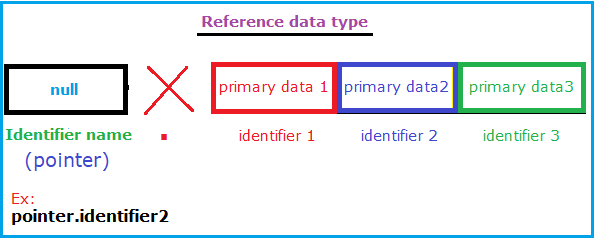 Reference data type
null
primary data 1 primary data2 primary data3
Identifier name . identifier 1 identifier 2 identifier 3
(pointer)
Ex:
pointer.identifier2